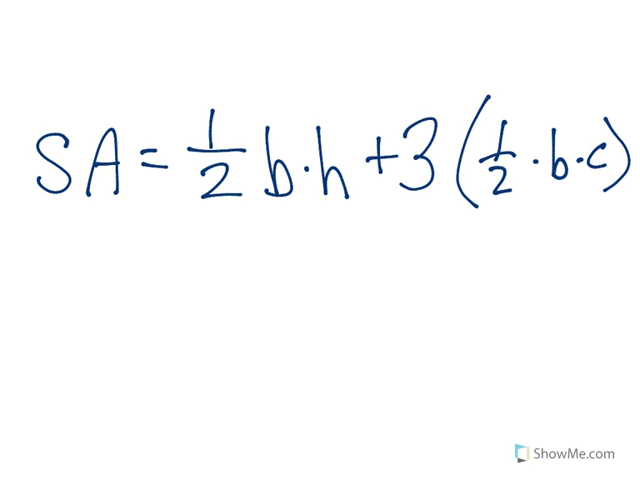 SA = 1/2 b·h + 3 (1/2 · b · c)
ShowMe.com